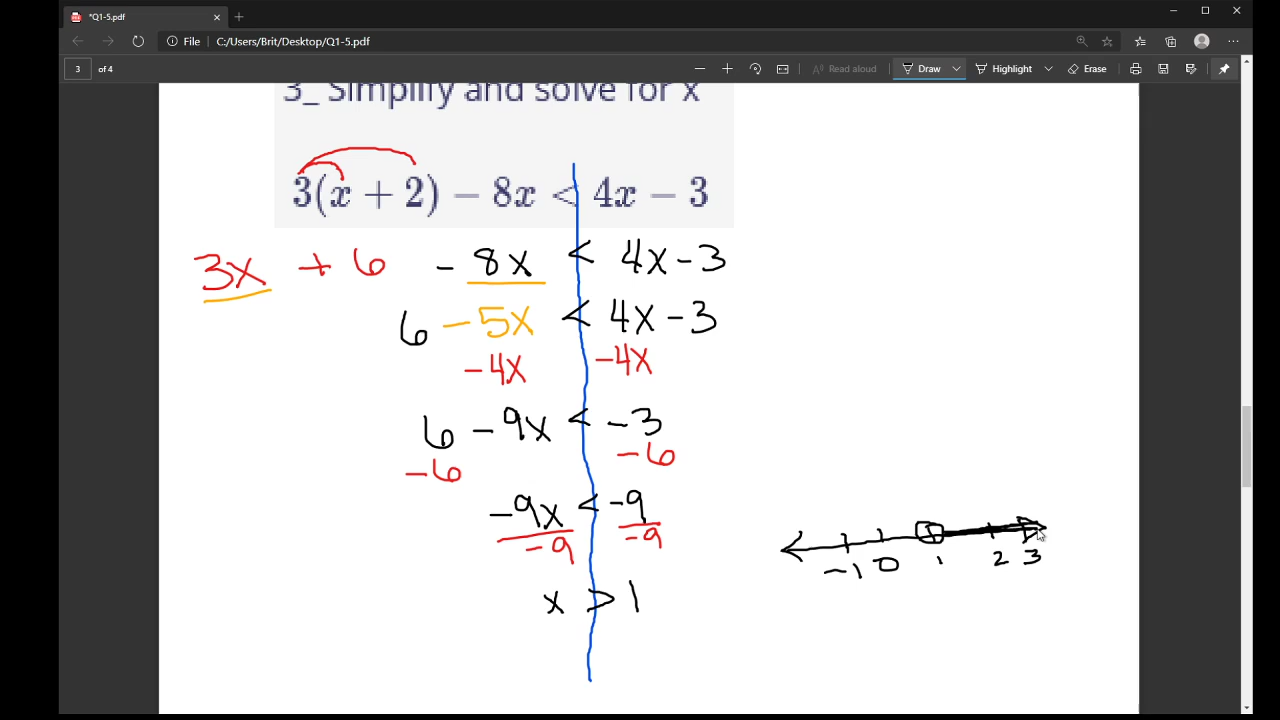 *Q1-5.pdf
File C:/Users/Brit/Desktop/Q1-5.pdf
3 of 4 Read aloud Draw Highlight Erase
3_ Simplify and solve for x
3(x + 2) − 8x < 4x − 3
3x + 6 - 8x < 4x-3
6 - 5x < 4x-3
-4x -4x
6 - 9x < -3
-6 -6
-9x < -9
-9 -9
x > 1
-1 0 1 2 3